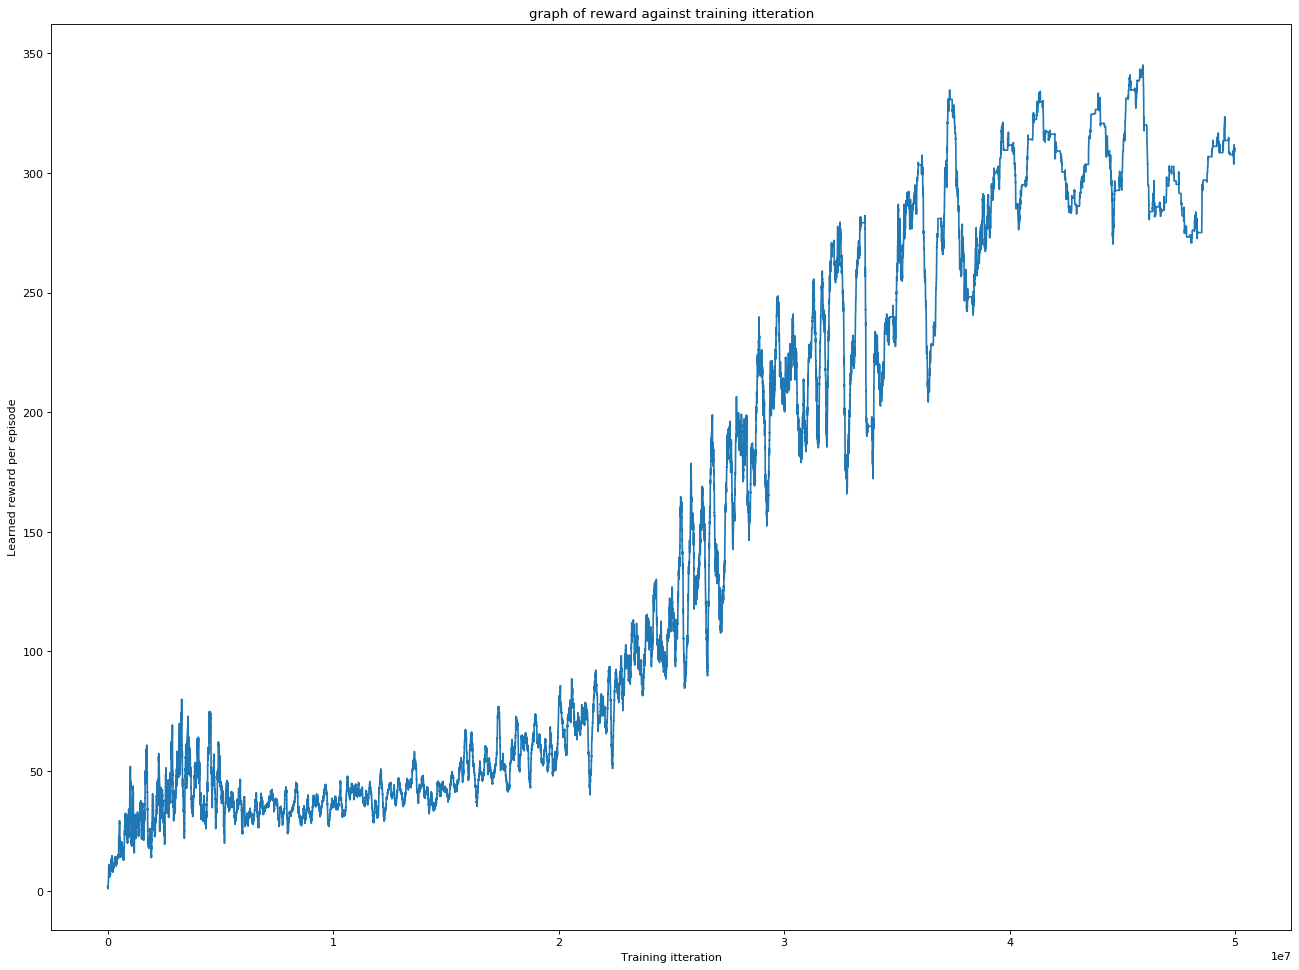 graph of reward against training itteration
350
300
250
200
150
100
50
0
Learned reward per episode
0 1 2 3 4 5
1e7
Training itteration